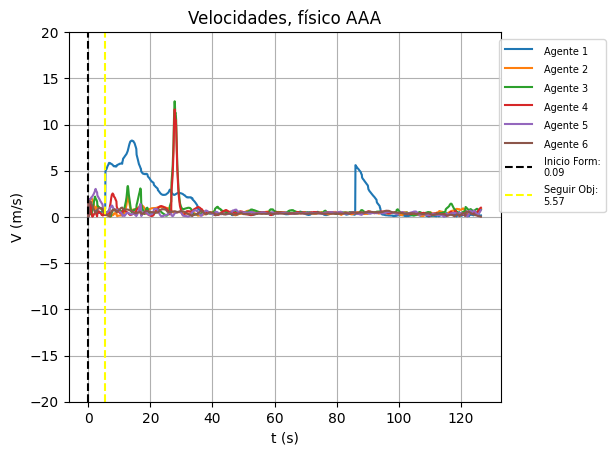 Velocidades, físico AAA
V (m/s)
20
15
10
5
0
−5
−10
−15
−20
0
20
40
60
80
100
120
t (s)
Agente 1
Agente 2
Agente 3
Agente 4
Agente 5
Agente 6
Inicio Form:
0.09
Seguir Obj:
5.57